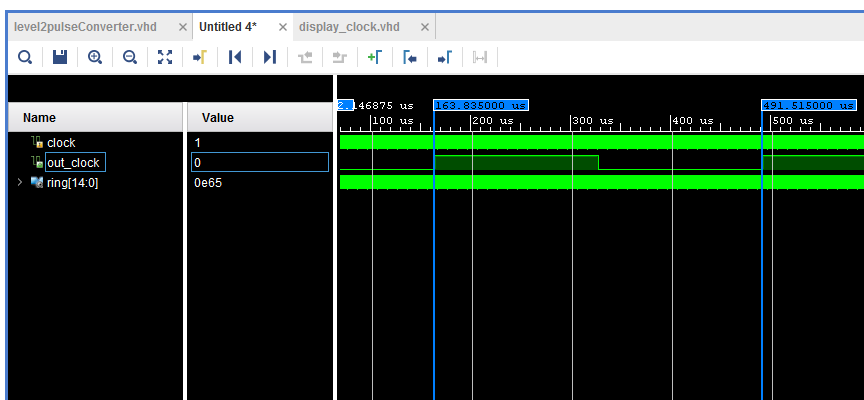 level2pulseConverter.vhd × Untitled 4* × display_clock.vhd ×
2.146875 us 163.835000 us 491.515000 us
Name Value
100 us 200 us 300 us 400 us 500 us
clock 1
out_clock 0
ring[14:0] 0e65